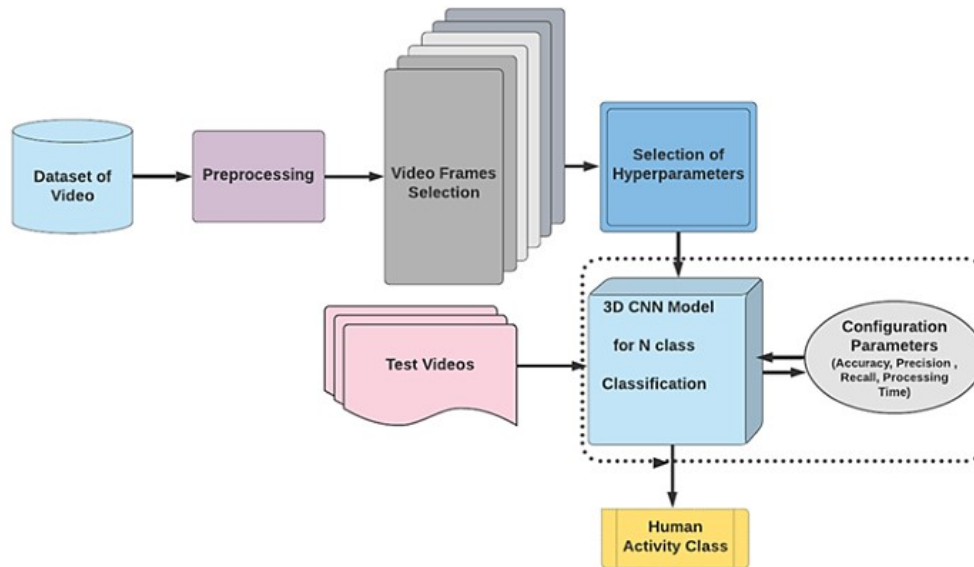 Dataset of
Video
Preprocessing
Video Frames
Selection
Selection of
Hyperparameters
3D CNN Model
for N class
Classification
Test Videos
Configuration
Parameters
(Accuracy, Precision ,
Recall, Processing
Time)
Human
Activity Class